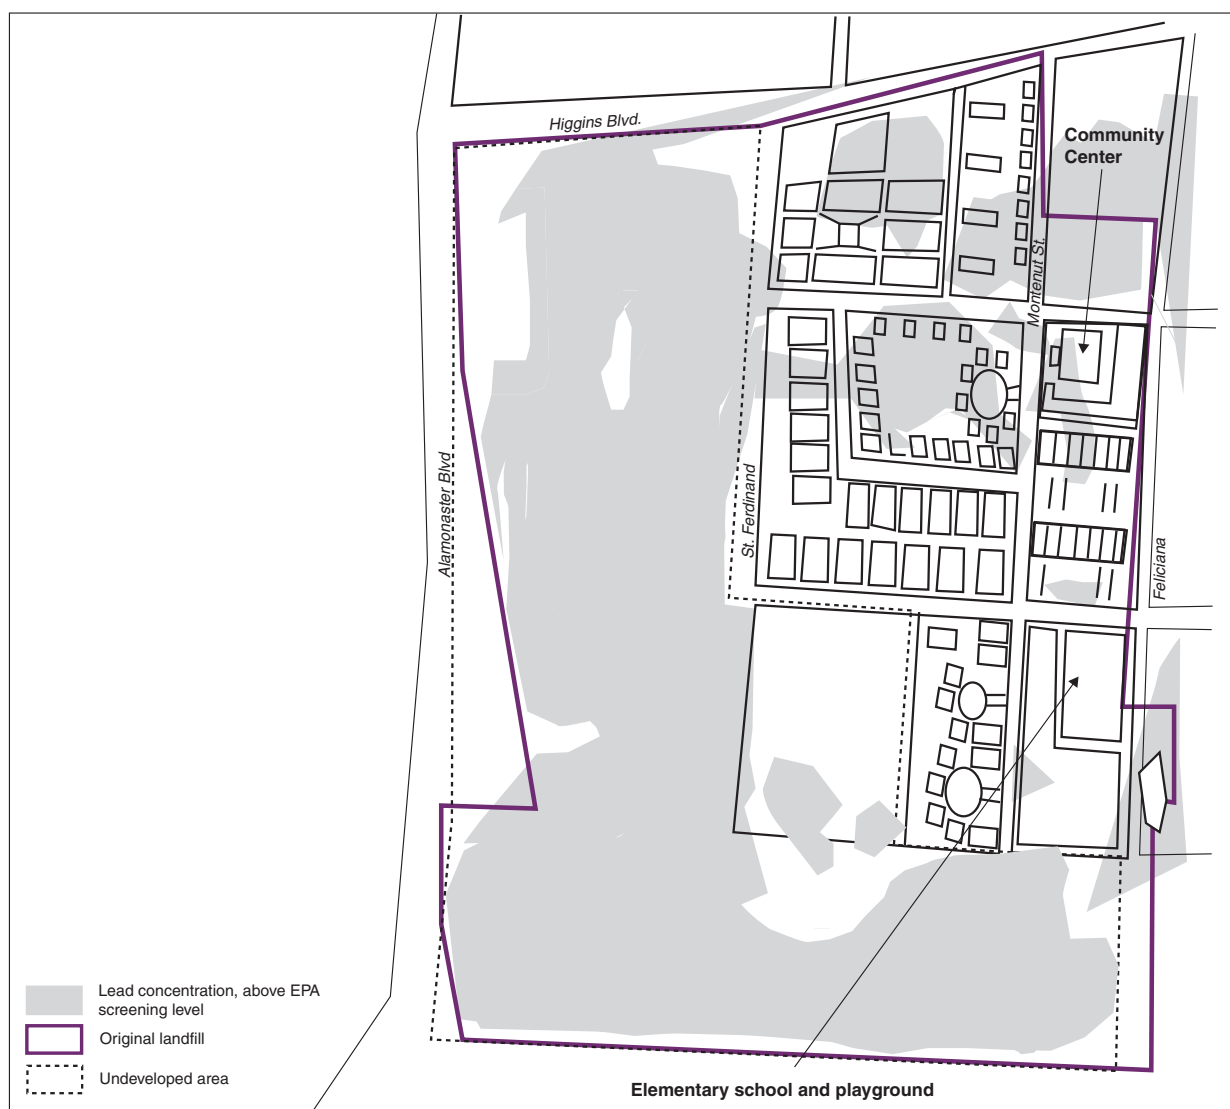 Higgins Blvd.
Community
Center
Montenut St.
Alamonaster Blvd
St. Ferdinand
Feliciana
Lead concentration, above EPA
screening level
Original landfill
Undeveloped area
Elementary school and playground